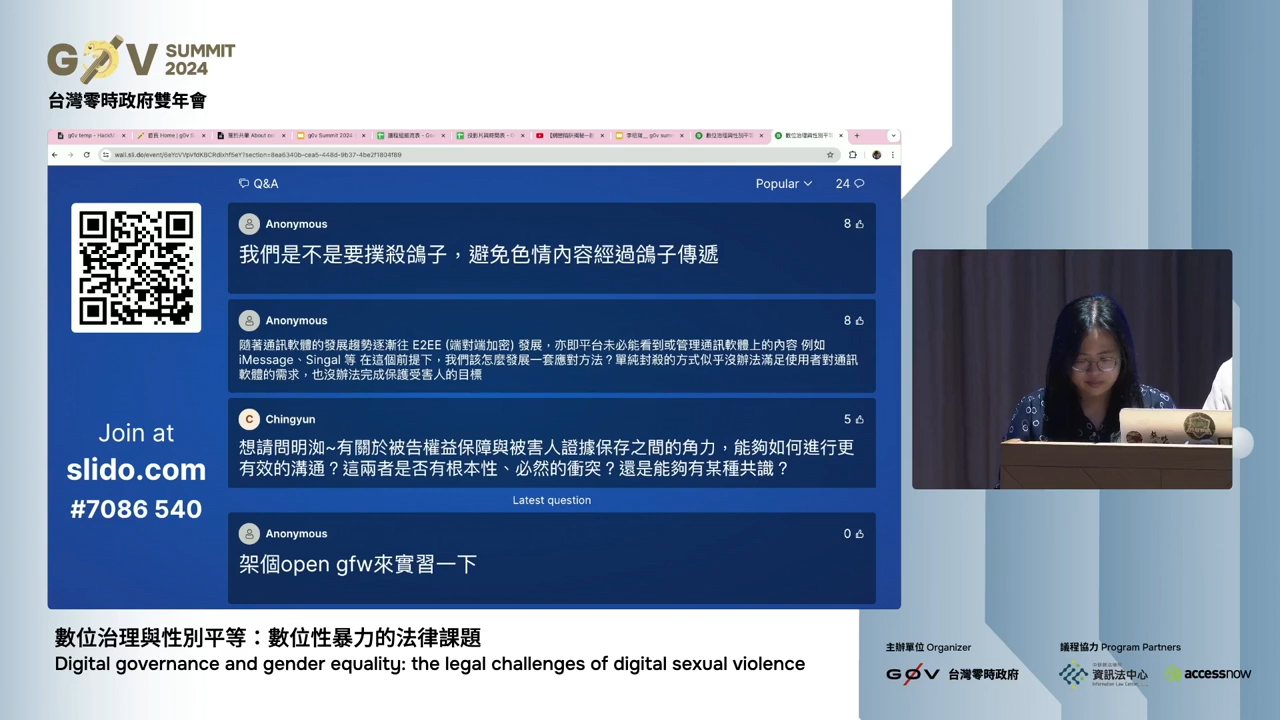 GØV SUMMIT 2024
台灣零時政府雙年會
g0v Summit 2024
Q&A
Popular
24
Anonymous
8
我們是不是要撲殺鴿子，避免色情內容經過鴿子傳遞
Anonymous
8
隨著通訊軟體的發展趨勢逐漸往 E2EE (端對端加密) 發展，亦即平台未必能看到或管理通訊軟體上的內容 例如
iMessage、Singal 等 在這個前提下，我們該怎麼發展一套應對方法？單純封殺的方式似乎沒辦法滿足使用者對通訊
軟體的需求，也沒辦法完成保護受害人的目標
C
Chingyun
5
想請問明洳~有關於被告權益保障與被害人證據保存之間的角力，能夠如何進行更
有效的溝通？這兩者是否有根本性、必然的衝突？還是能夠有某種共識？
Latest question
Anonymous
0
架個open gfw來實習一下
Join at
slido.com
#7086 540
數位治理與性別平等：數位性暴力的法律課題
Digital governance and gender equality: the legal challenges of digital sexual violence
主辦單位 Organizer
GØV 台灣零時政府
議程協力 Program Partners
資訊法中心
Information Law Center
accessnow